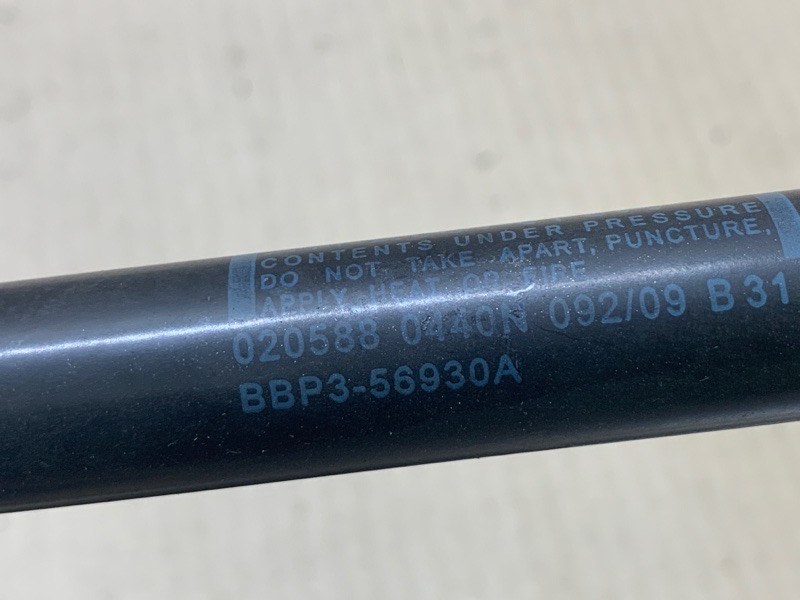 CONTENTS UNDER PRESSURE
DO NOT TAKE APART, PUNCTURE,
APPLY HEAT OR FIRE
020588 0440N 092/09 B31
BBP3-56930A